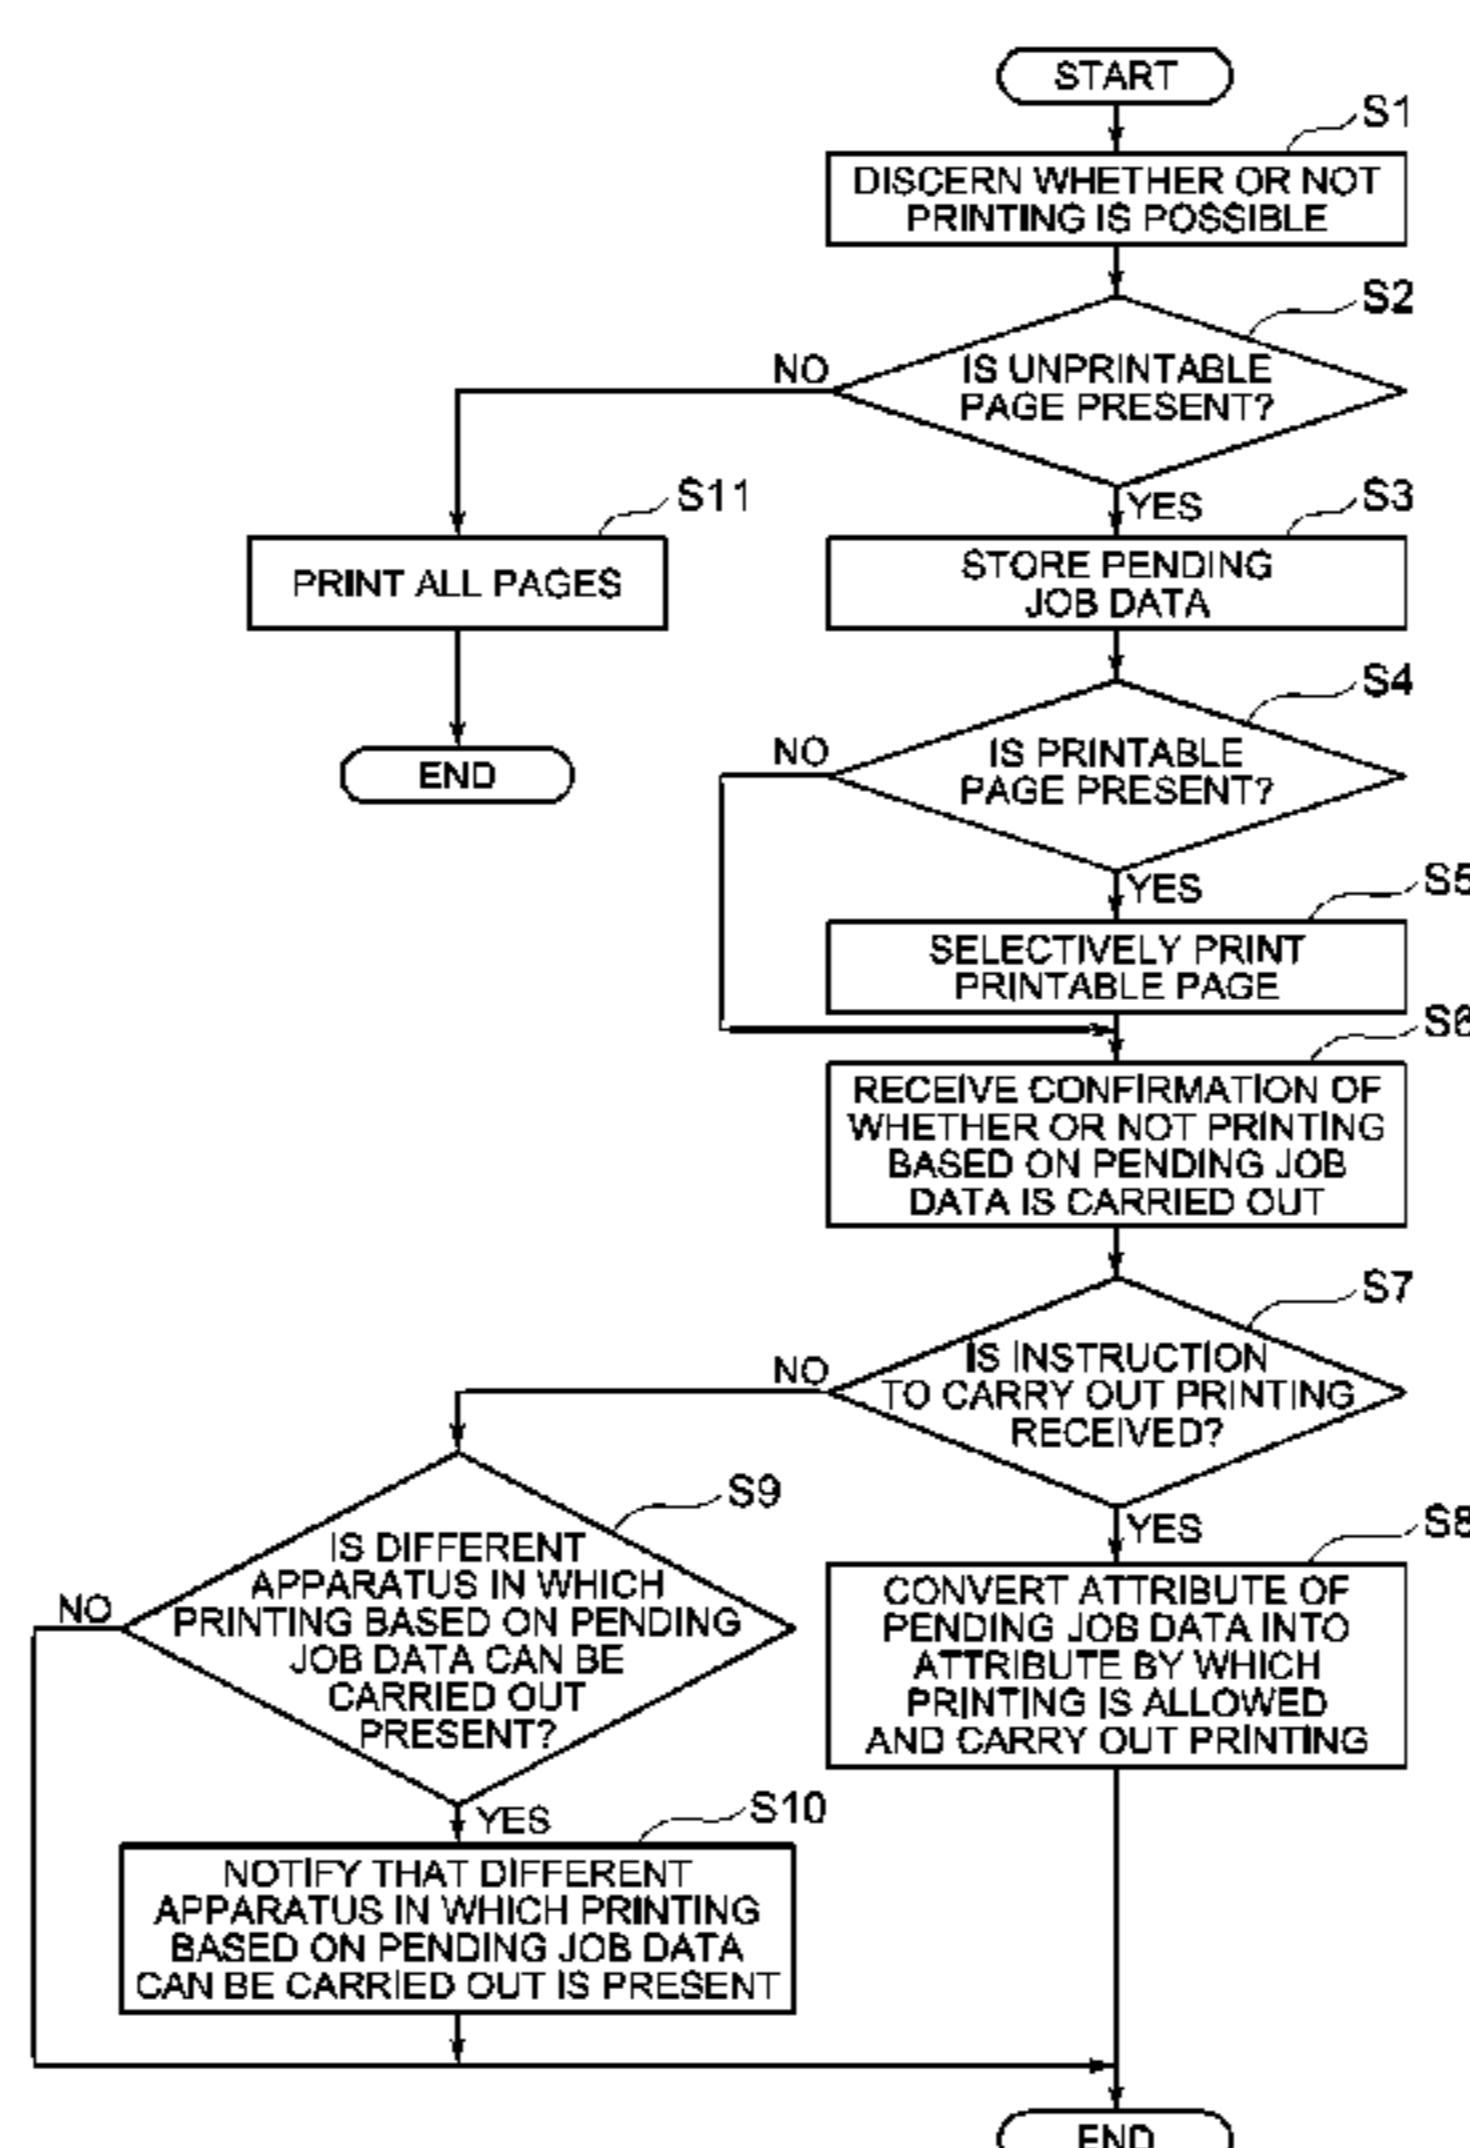 START
S1
DISCERN WHETHER OR NOT
PRINTING IS POSSIBLE
S2
IS UNPRINTABLE
PAGE PRESENT?
NO
YES
S11
PRINT ALL PAGES
END
S3
STORE PENDING
JOB DATA
S4
IS PRINTABLE
PAGE PRESENT?
NO
YES
S5
SELECTIVELY PRINT
PRINTABLE PAGE
S6
RECEIVE CONFIRMATION OF
WHETHER OR NOT PRINTING
BASED ON PENDING JOB
DATA IS CARRIED OUT
S7
IS INSTRUCTION
TO CARRY OUT PRINTING
RECEIVED?
NO
YES
S9
IS DIFFERENT
APPARATUS IN WHICH
PRINTING BASED ON PENDING
JOB DATA CAN BE
CARRIED OUT
PRESENT?
NO
YES
S8
CONVERT ATTRIBUTE OF
PENDING JOB DATA INTO
ATTRIBUTE BY WHICH
PRINTING IS ALLOWED
AND CARRY OUT PRINTING
S10
NOTIFY THAT DIFFERENT
APPARATUS IN WHICH PRINTING
BASED ON PENDING JOB DATA
CAN BE CARRIED OUT IS PRESENT
END